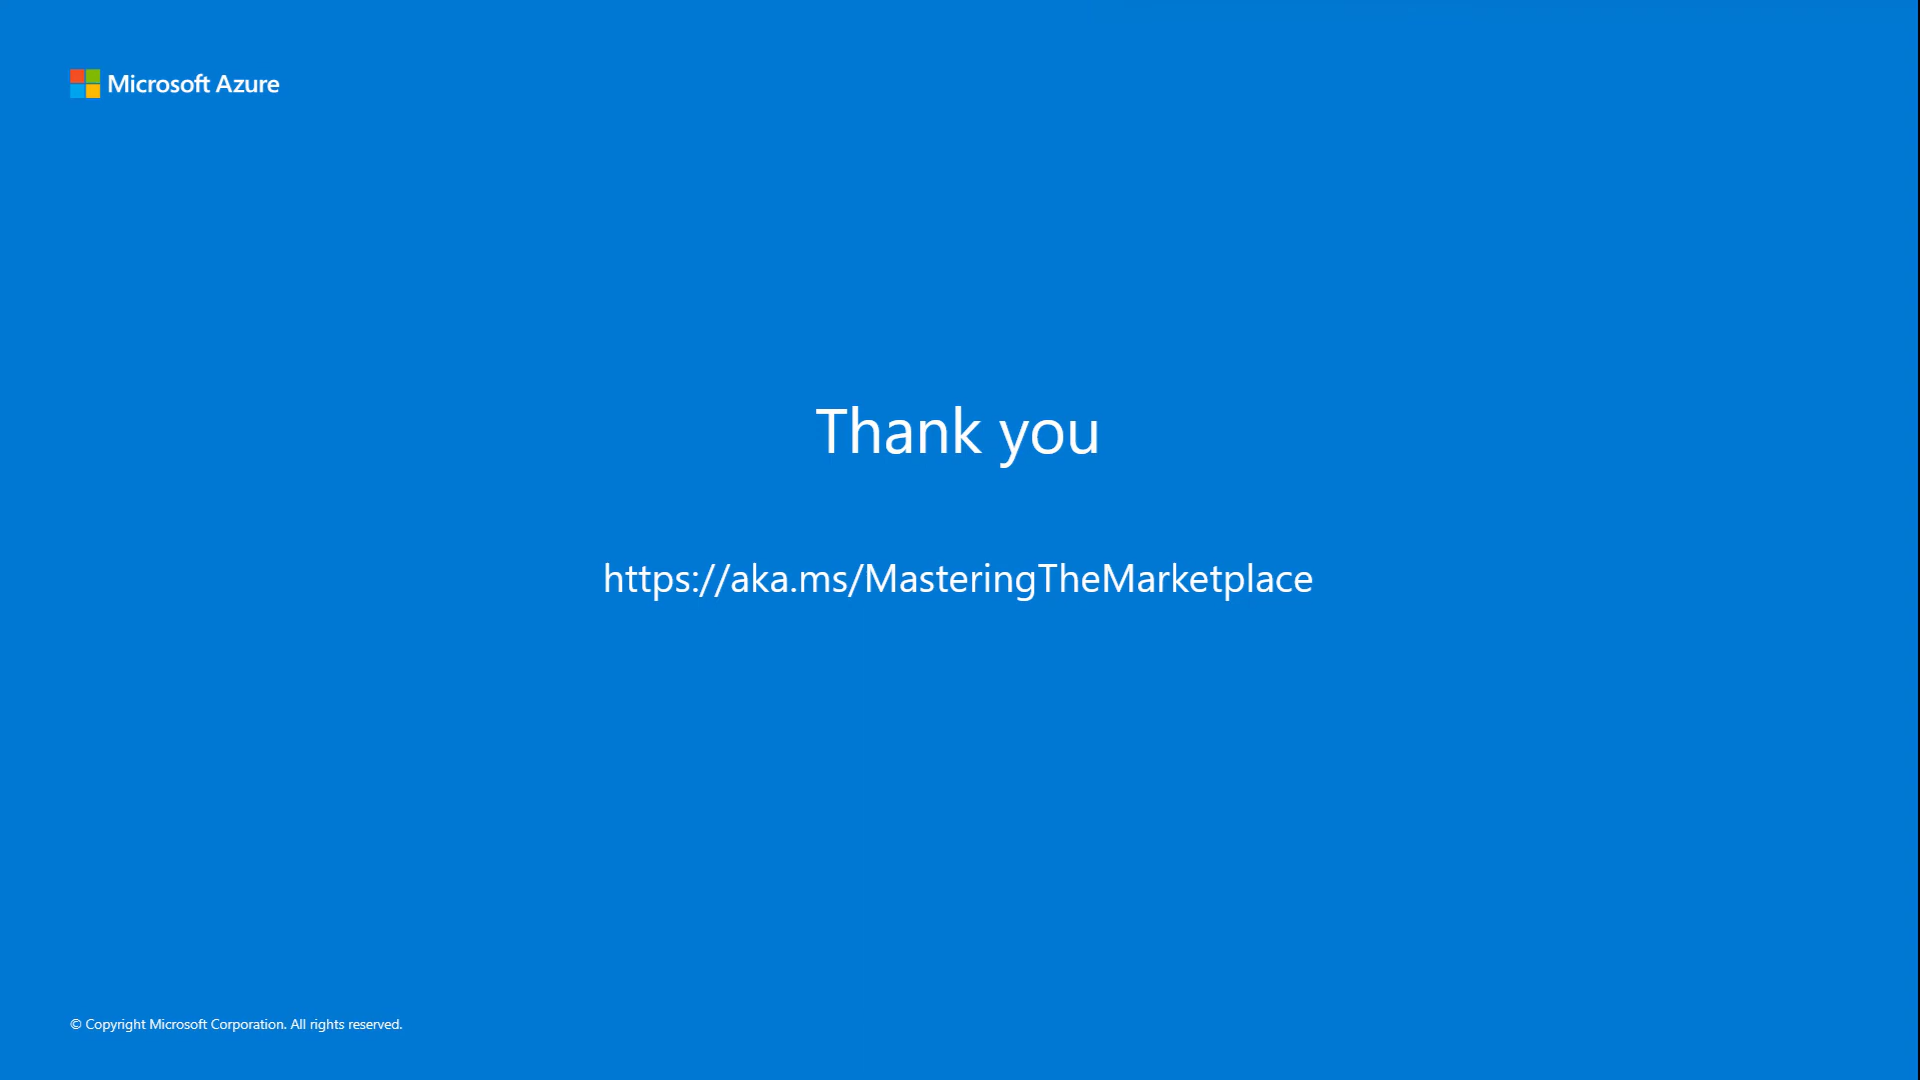 Microsoft Azure
Thank you
https://aka.ms/MasteringTheMarketplace
© Copyright Microsoft Corporation. All rights reserved.